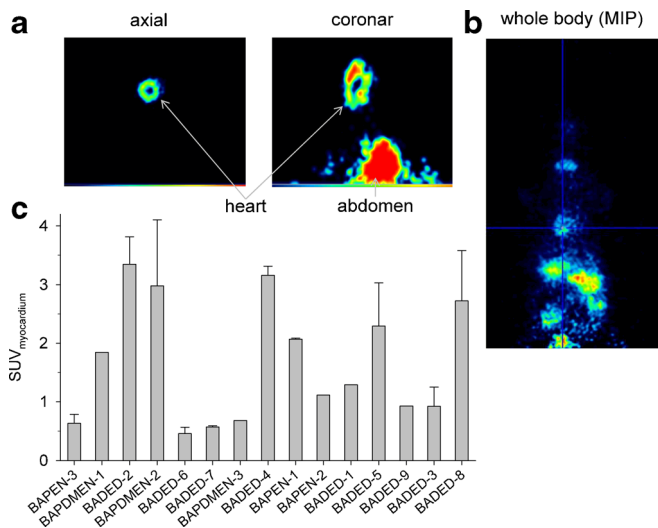 a
axial
coronar
b
whole body (MIP)
heart
abdomen
c
SUVmyocardium
4
3
2
1
0
BAPEN-3
BAPDMEN-1
BADED-2
BAPDMEN-2
BADED-6
BADED-7
BAPDMEN-3
BADED-4
BAPEN-1
BAPEN-2
BADED-1
BADED-5
BADED-9
BADED-3
BADED-8